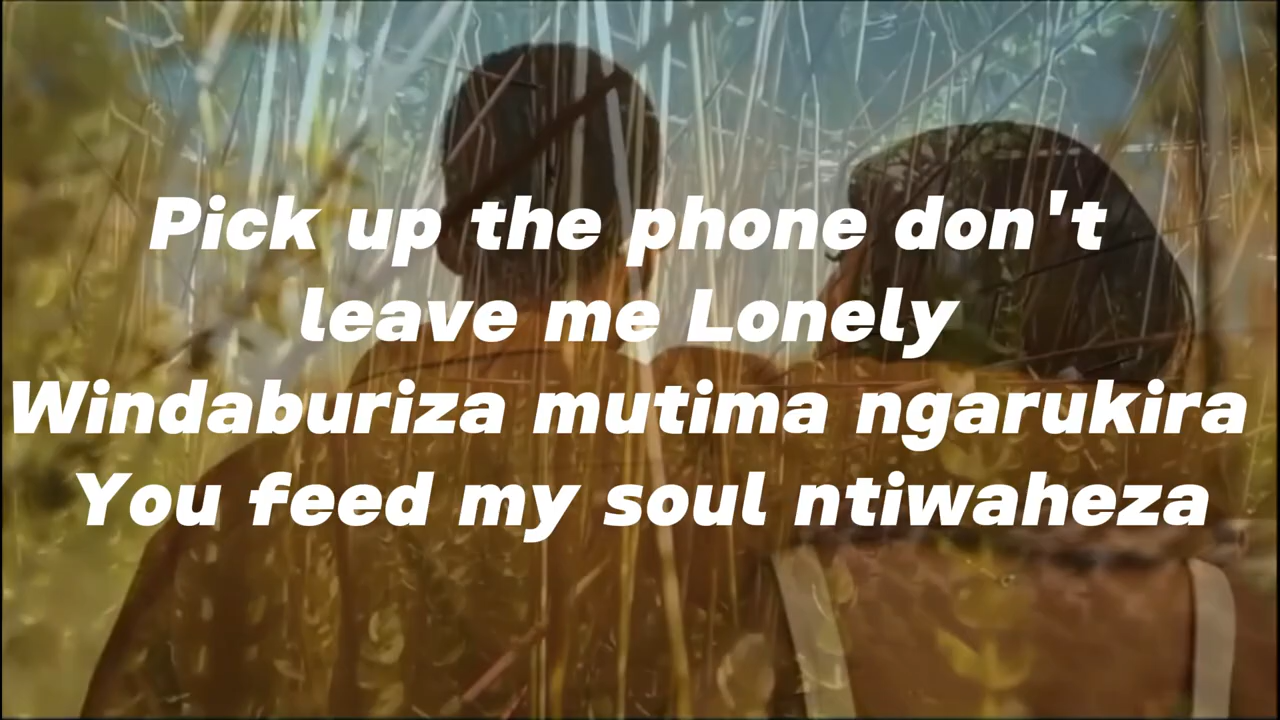 Pick up the phone don't
leave me Lonely
Windaburiza mutima ngarukira
You feed my soul ntiwaheza